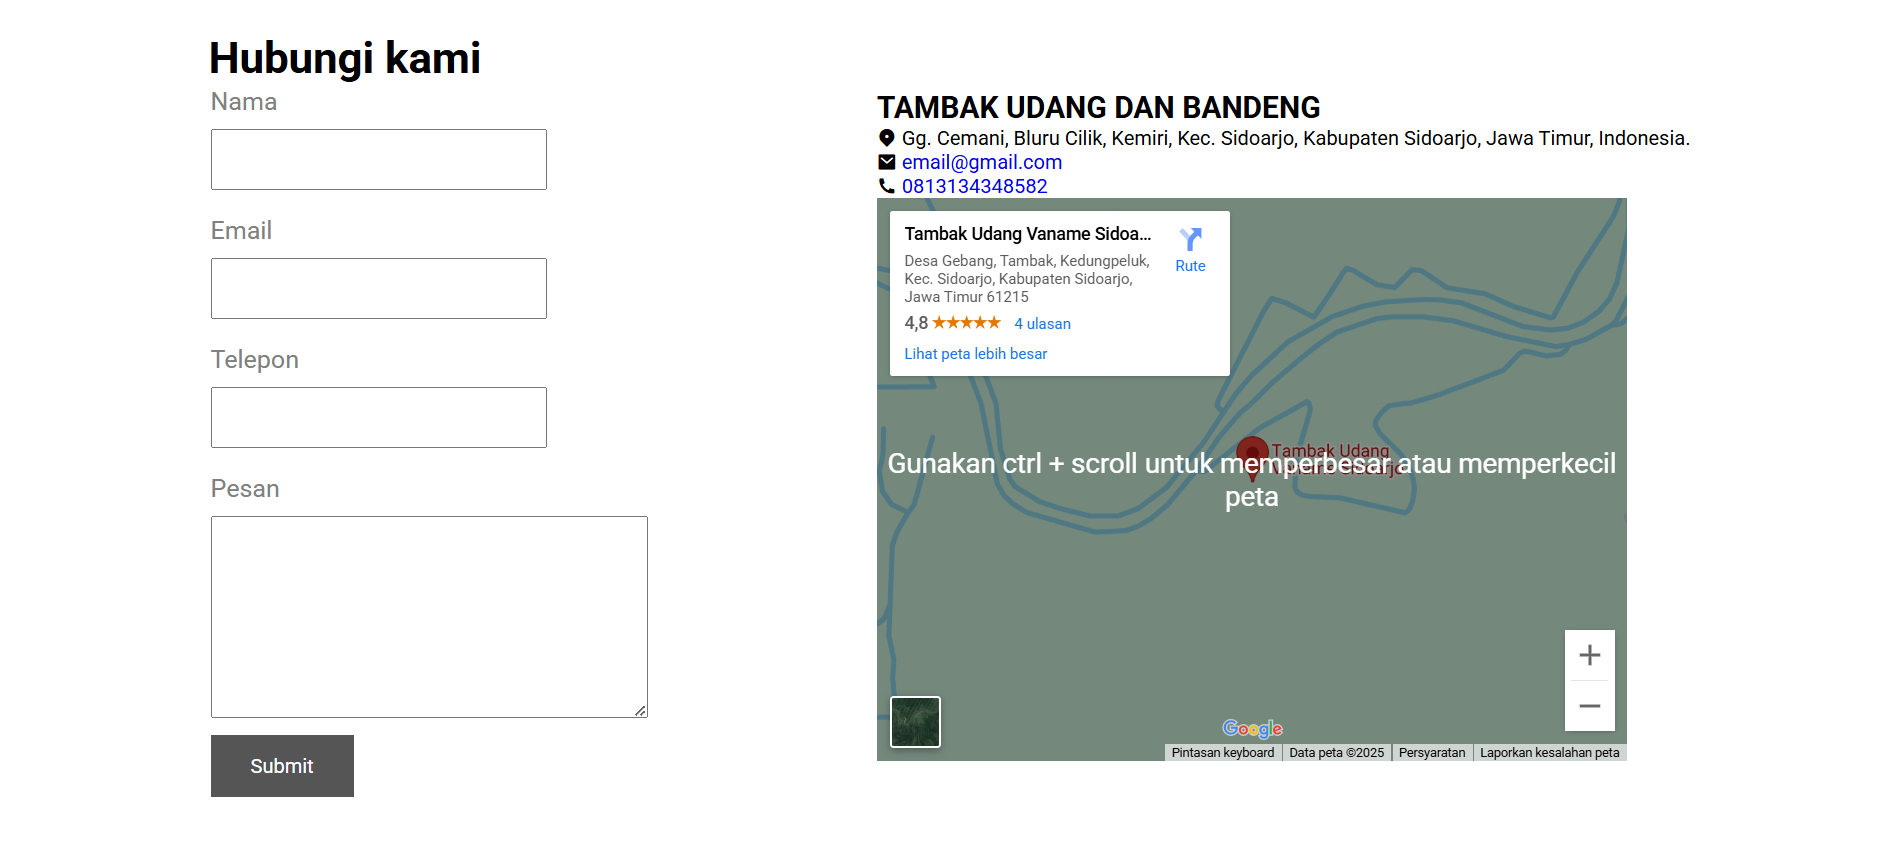 Hubungi kami
Nama
Email
Telepon
Pesan
Submit
TAMBAK UDANG DAN BANDENG
Gg. Cemani, Bluru Cilik, Kemiri, Kec. Sidoarjo, Kabupaten Sidoarjo, Jawa Timur, Indonesia.
email@gmail.com
0813134348582
Tambak Udang Vaname Sidoa...
Desa Gebang, Tambak, Kedungpeluk,
Kec. Sidoarjo, Kabupaten Sidoarjo,
Jawa Timur 61215
4,8 ★★★★★ 4 ulasan
Lihat peta lebih besar
Rute
Tambak Udang
Vaname Sidoarjo
Gunakan ctrl + scroll untuk memperbesar atau memperkecil
peta
Google
Pintasan keyboard
Data peta ©2025
Persyaratan
Laporkan kesalahan peta